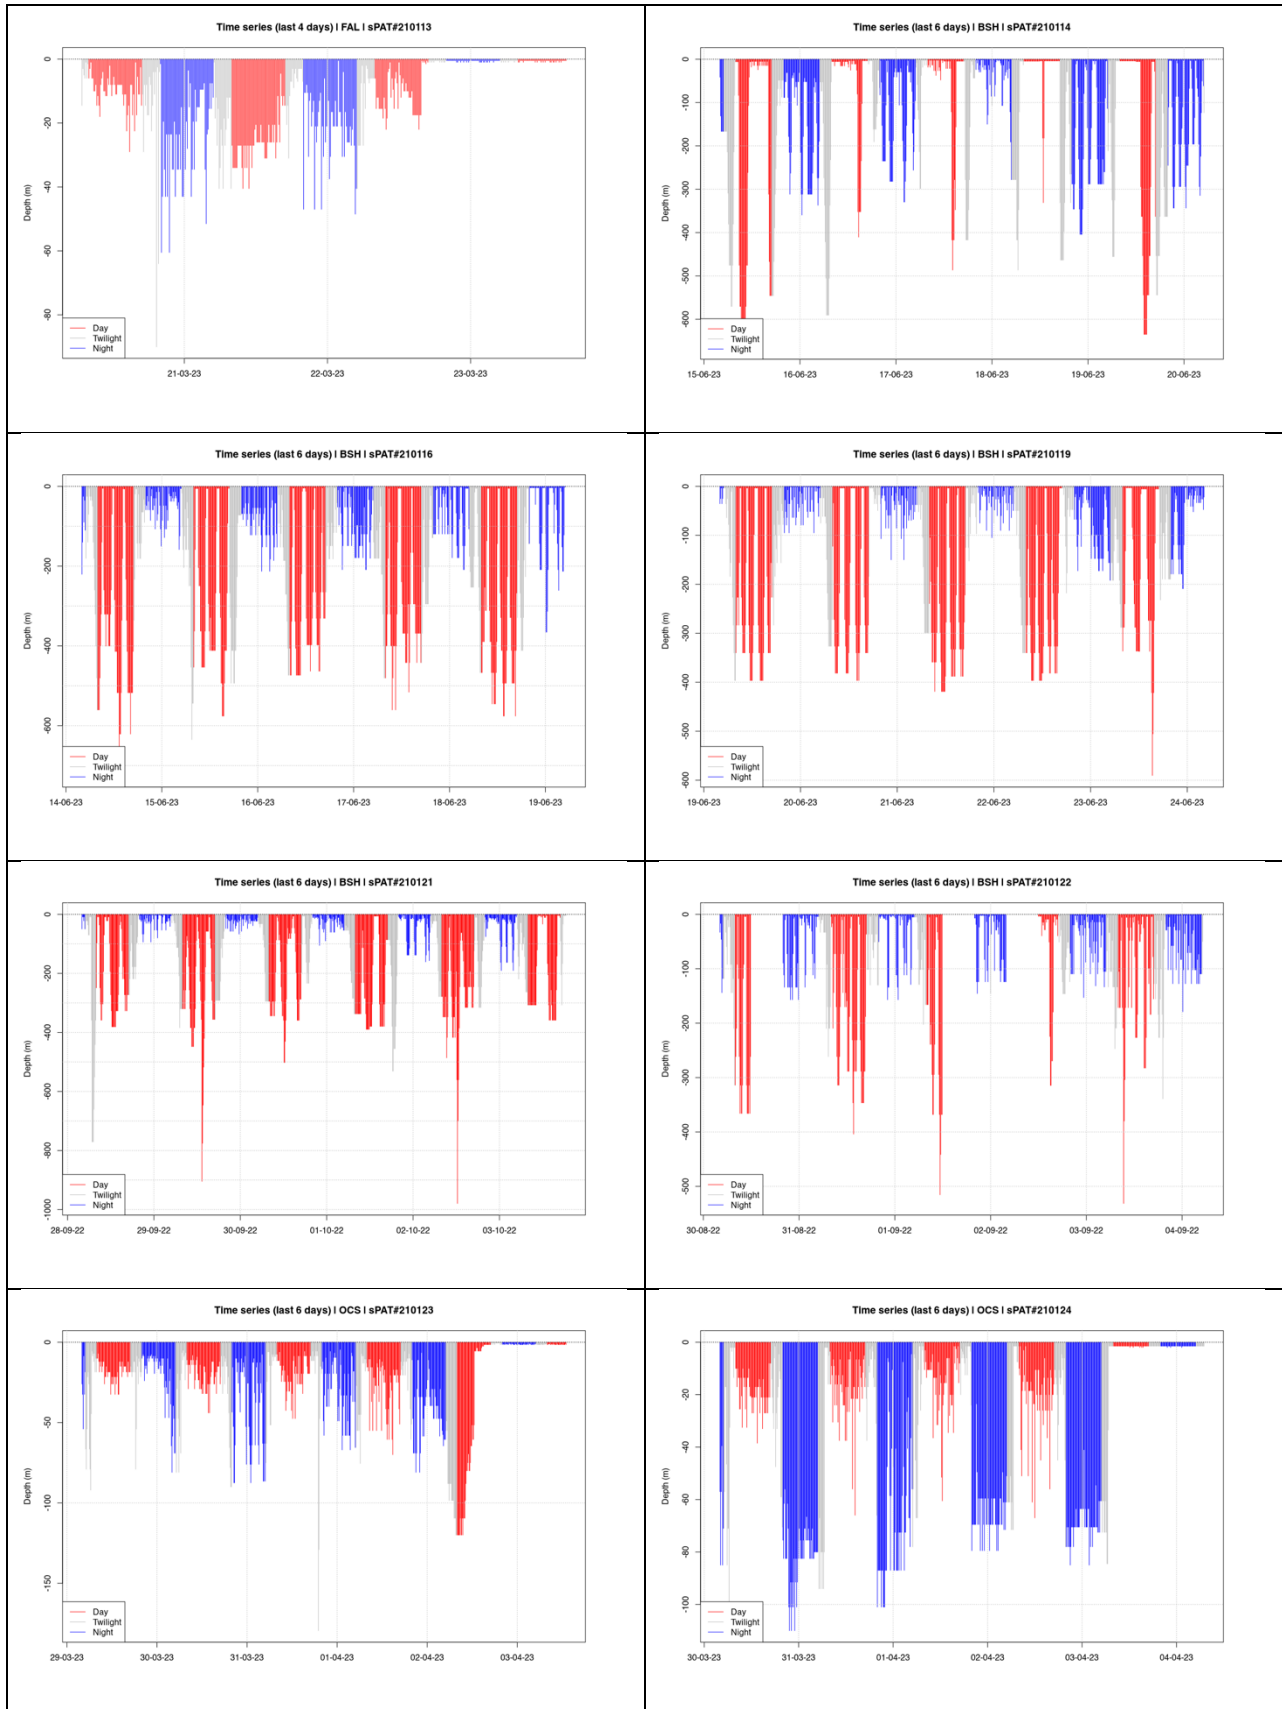 Time series (last 4 days) | FAL | sPAT#210113
Depth (m)
0
-20
-40
-60
-80
Day
Twilight
Night
21-03-23 22-03-23 23-03-23
Time series (last 6 days) | BSH | sPAT#210114
Depth (m)
0
-100
-200
-300
-400
-500
-600
Day
Twilight
Night
15-06-23 16-06-23 17-06-23 18-06-23 19-06-23 20-06-23
Time series (last 6 days) | BSH | sPAT#210116
Depth (m)
0
-200
-400
-600
Day
Twilight
Night
14-06-23 15-06-23 16-06-23 17-06-23 18-06-23 19-06-23
Time series (last 6 days) | BSH | sPAT#210119
Depth (m)
0
-100
-200
-300
-400
-500
-600
Day
Twilight
Night
19-06-23 20-06-23 21-06-23 22-06-23 23-06-23 24-06-23
Time series (last 6 days) | BSH | sPAT#210121
Depth (m)
0
-200
-400
-600
-800
-1000
Day
Twilight
Night
28-09-22 29-09-22 30-09-22 01-10-22 02-10-22 03-10-22
Time series (last 6 days) | BSH | sPAT#210122
Depth (m)
0
-100
-200
-300
-400
-500
Day
Twilight
Night
30-08-22 31-08-22 01-09-22 02-09-22 03-09-22 04-09-22
Time series (last 6 days) | OCS | sPAT#210123
Depth (m)
0
-50
-100
-150
Day
Twilight
Night
29-03-23 30-03-23 31-03-23 01-04-23 02-04-23 03-04-23
Time series (last 6 days) | OCS | sPAT#210124
Depth (m)
0
-20
-40
-60
-80
-100
Day
Twilight
Night
30-03-23 31-03-23 01-04-23 02-04-23 03-04-23 04-04-23